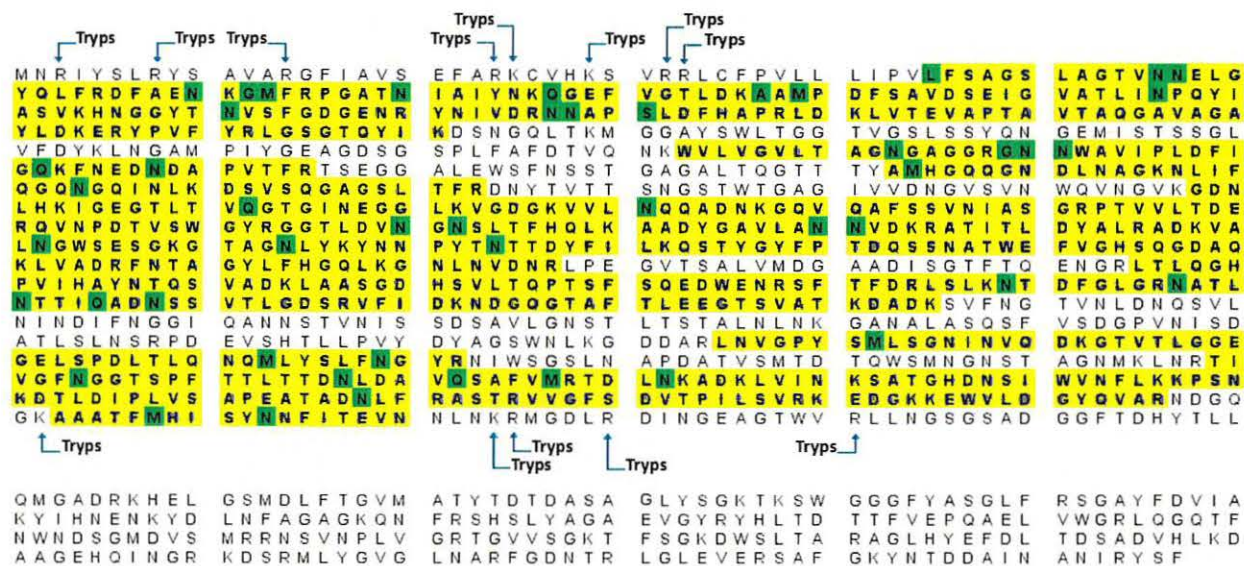 Tryps Tryps
Tryps Tryps Tryps Tryps Tryps Tryps
MNRIYSLRYS AVARGFIAVS EFARKCVHKS VRRLCFPVLL LIPVLFSAGS LAGTVNNELG
YQLFRDFAEN KGMFRPGATN IAIYNKQGEF VGTLDKAAMP DFSAVDSEIG VATLINPQYI
ASVKHNGGYT NVSFGDGENR YNIVDRNNAP SLDFHAPRLD KLVTEVAPTA VTAQGAVAGA
YLDKERYPVF YRLGSGTQYI KDSNGQLTKM GGAYSWLTGG TVGSLSSYQN GEMISTSSGL
VFDYKLNGAM PIYGEAGDSG SPLFAFDTVQ NKWVLVGVLT AGNGAGGRGN NWAVIPLDFI
GQKFNEDNDA PVTFRTSEGG ALEWSFNSST GAGALTQGTT TYAMHGQQGN DLNAGKNLIF
QGQNGQINLK DSVSQGAGSL TFRDNYTVTT SNGSTWTGAG IVVDNGVSVN WQVNGVKGDN
LHKIGEGTLT VQGTGINEGG LKVGDGKVVL NQQADNKGQV QAFSSVNIAS GRPTVVLTDE
RQVNPDTVSW GYRGGTLDVN GNSLTFHQLK AADYGAVLAN NVDKRATITL DYALRADKVA
LNGWSESGKG TAGNLYKYNN PYTNTTDYFI LKQSTYGYFP TDQSSNATWE FVGHSQGDAQ
KLVADRFNTA GYLFHGQLKG NLNVDNRLPE GVTSALVMDG AADISGTFTQ ENGRLTLQGH
PVIHAYNTQS VADKLAASGD HSVLTQPTSF SQEDWENRSF TFDRLSLKNT DFGLGRNATL
NTTIQADNSS VTLGDSRVFI DKNDGQGTAF TLEEGTSVAT KDADKSVFNG TVNLDNQSVL
NINDIFNGGI QANNSTVNIS SDSAVLGNST LTSTALNLNK GANALASQSF VSDGPVNISD
ATLSLNSRPD EVSHTLLPVY DYAGSWNLKG DDARLNVGPY SMLSGNINVQ DKGTVTLGGE
GELSPDLTLQ NQMLYSLFNG YRNIWSGSLN APDATVSMTD TQWSMNGNST AGNMKLNRTI
VGFNGGTSPF TTLTTDNLDA VQSAFVMRTD LNKADKLVIN KSATGHDNSI WVNFLKKPSN
KDTLDIPLVS APEATADNLF RASTRVVGFS DVTPILSVRK EDGKKEWVLD GYQVARNDGQ
GKAAATFMHI SYNNFITEVN NLNKRMGDLR DINGEAGTWV RLLNGSGSAD GGFTDHYTLL
Tryps Tryps Tryps
Tryps Tryps
QMGADRKHEL GSMDLFTGVM ATYTDTDASA GLYSGKTKSW GGGFYASGLF RSGAYFDVIA
KYIHNENKYD LNFAGAGKQN FRSHSLYAGA EVGYRYHLTD TTFVEPQAEL VWGRLQGQTF
NWNDSGMDVS MRRNSVNPLV GRTGVVSGKT FSGKDWSLTA RAGLHYEFDL TDSADVHLKD
AAGEHQINGR KDSRMLYGVG LNARFGDNTR LGLEVERSAF GKYNTDDAIN ANIRYSF